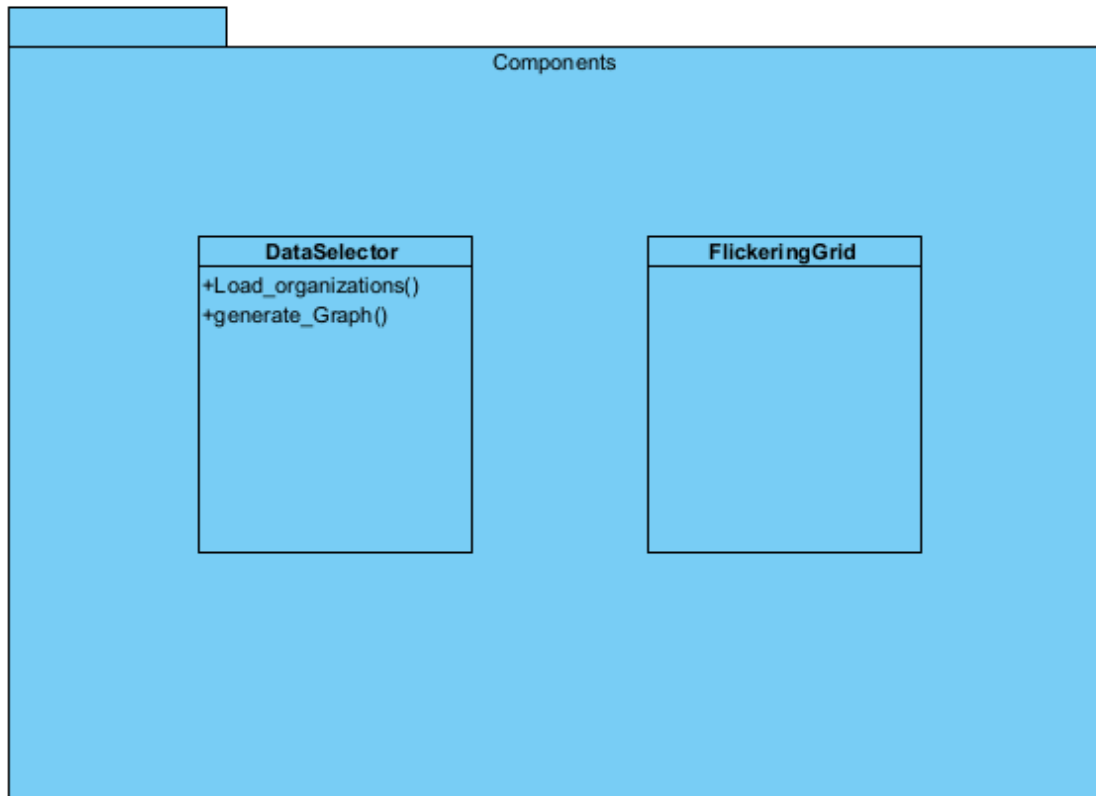 Components
DataSelector
+Load_organizations()
+generate_Graph()
FlickeringGrid